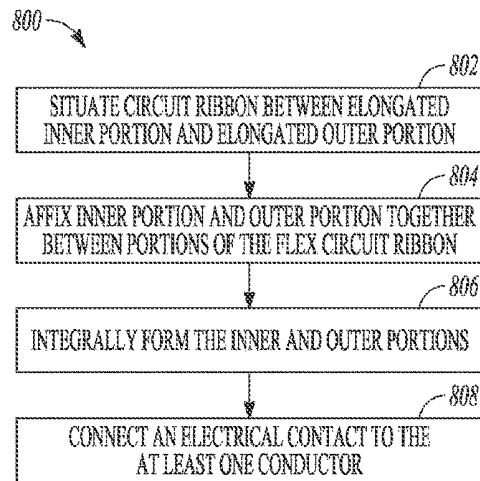 800
802
SITUATE CIRCUIT RIBBON BETWEEN ELONGATED
INNER PORTION AND ELONGATED OUTER PORTION
804
AFFIX INNER PORTION AND OUTER PORTION TOGETHER
BETWEEN PORTIONS OF THE FLEX CIRCUIT RIBBON
806
INTEGRALLY FORM THE INNER AND OUTER PORTIONS
808
CONNECT AN ELECTRICAL CONTACT TO THE
AT LEAST ONE CONDUCTOR